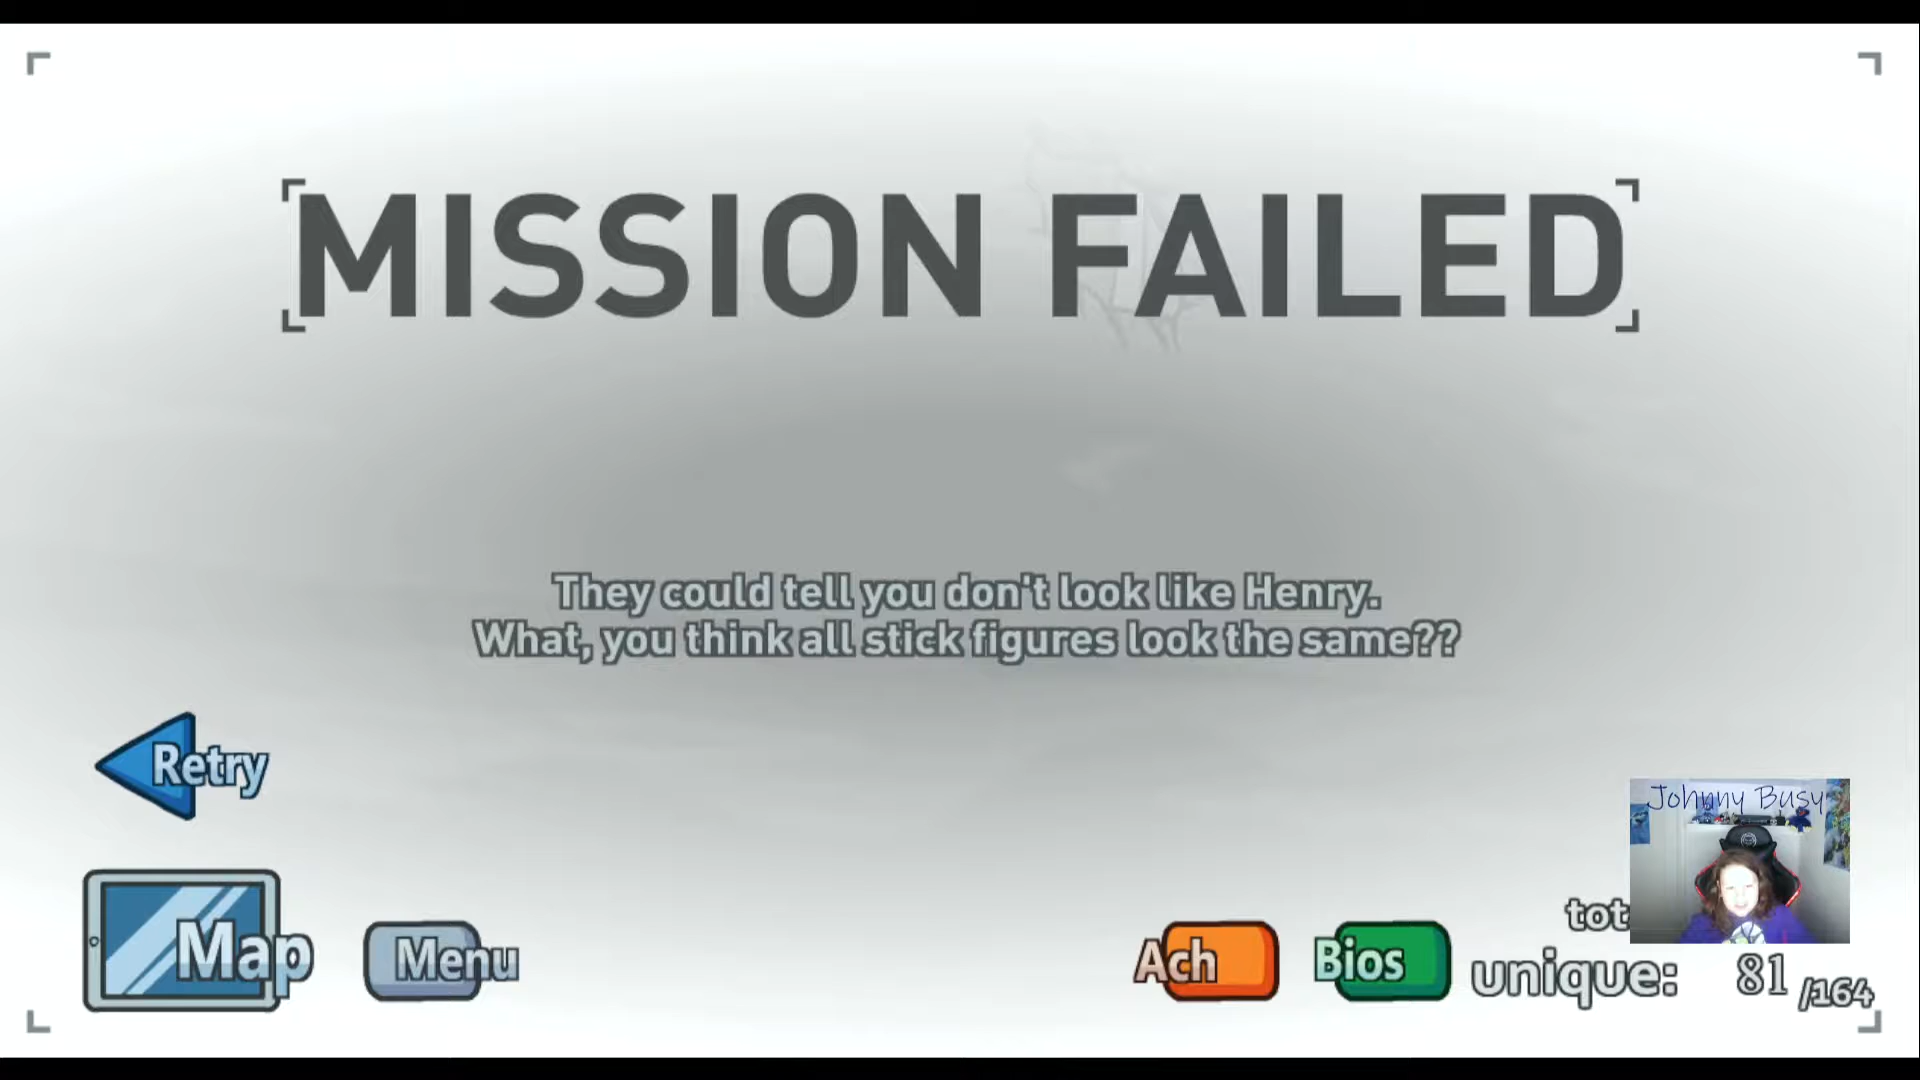 MISSION FAILED
They could tell you don't look like Henry.
What, you think all stick figures look the same??
Retry
Johnny Busy
Map
Menu
Ach
Bios
tot
unique: 81 /164